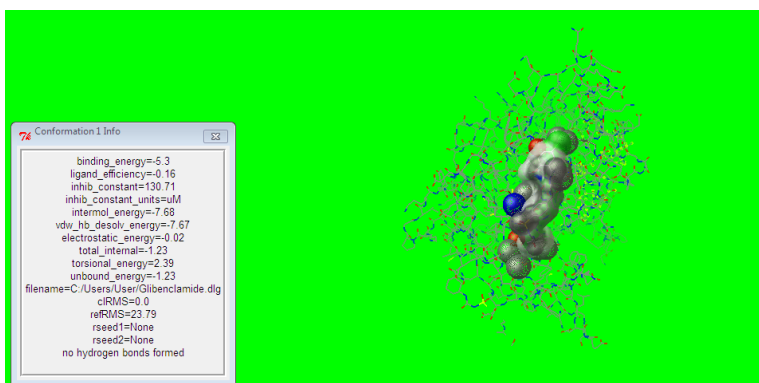 Conformation 1 Info
binding_energy=-5.3
ligand_efficiency=-0.16
inhib_constant=130.71
inhib_constant_units=uM
intermol_energy=-7.68
vdw_hb_desolv_energy=-7.67
electrostatic_energy=-0.02
total_internal=-1.23
torsional_energy=2.39
unbound_energy=-1.23
filename=C:/Users/User/Glibenclamide.dlg
clRMS=0.0
refRMS=23.79
rseed1=None
rseed2=None
no hydrogen bonds formed